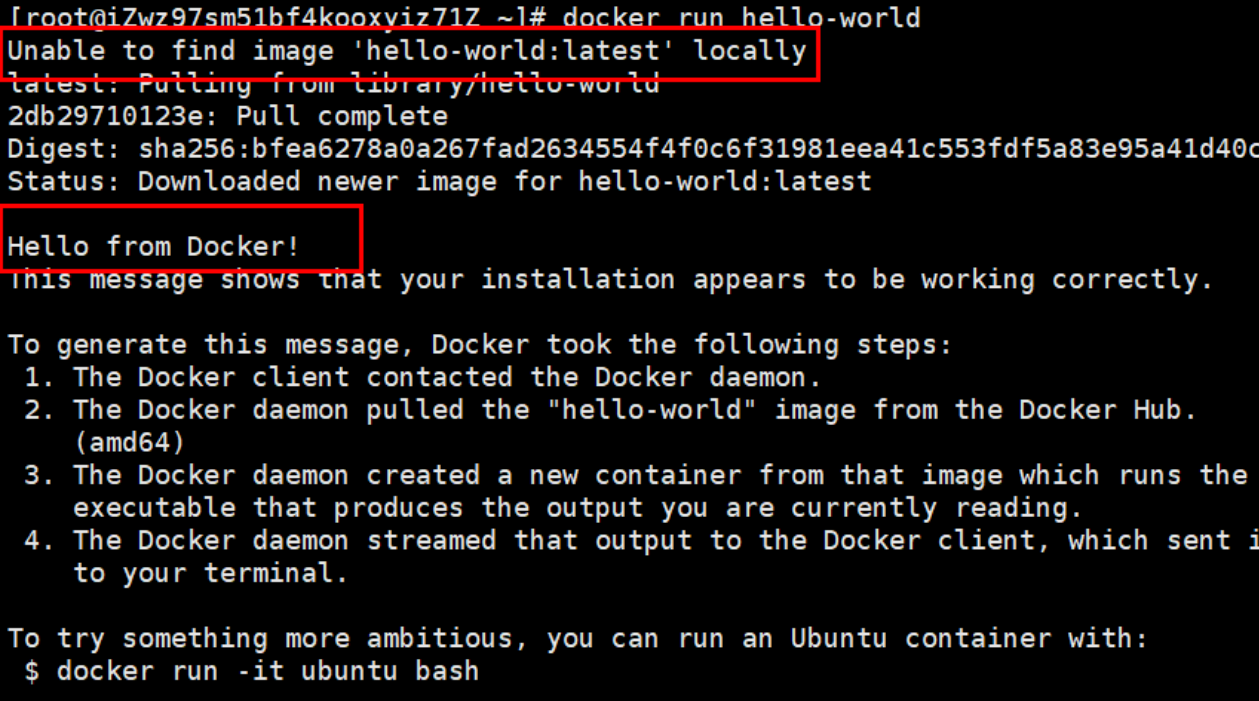 [root@iZwz97sm51bf4kooxyiz71Z ~]# docker run hello-world
Unable to find image 'hello-world:latest' locally
latest: Pulling from library/hello-world
2db29710123e: Pull complete
Digest: sha256:bfea6278a0a267fad2634554f4f0c6f31981eea41c553fdf5a83e95a41d40c
Status: Downloaded newer image for hello-world:latest
Hello from Docker!
This message shows that your installation appears to be working correctly.
To generate this message, Docker took the following steps:
1. The Docker client contacted the Docker daemon.
2. The Docker daemon pulled the "hello-world" image from the Docker Hub.
(amd64)
3. The Docker daemon created a new container from that image which runs the
executable that produces the output you are currently reading.
4. The Docker daemon streamed that output to the Docker client, which sent i
to your terminal.
To try something more ambitious, you can run an Ubuntu container with:
$ docker run -it ubuntu bash